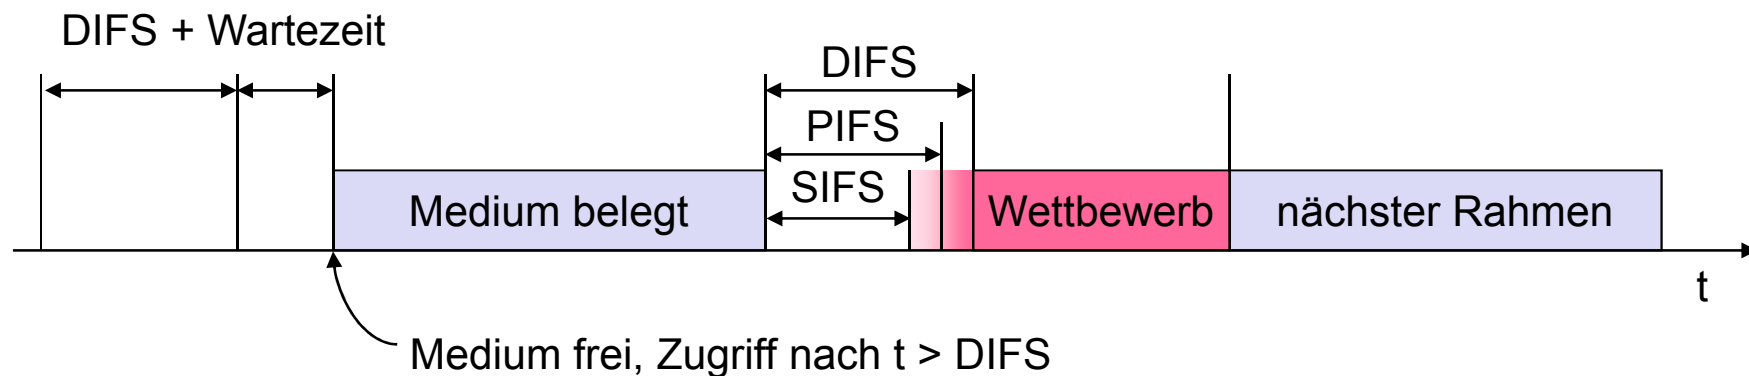 DIFS + Wartezeit
DIFS
PIFS
SIFS
Medium belegt
Wettbewerb
nächster Rahmen
t
Medium frei, Zugriff nach t > DIFS